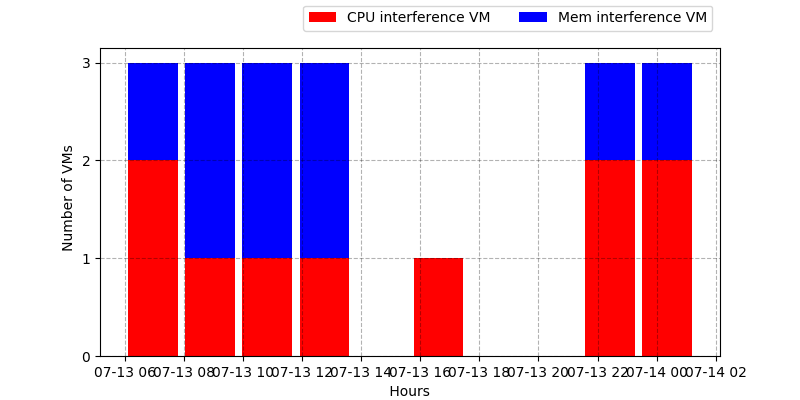 CPU interference VM Mem interference VM
3
2
1
0
Number of VMs
07-13 06 07-13 08 07-13 10 07-13 12 07-13 14 07-13 16 07-13 18 07-13 20 07-13 22 07-14 00 07-14 02
Hours